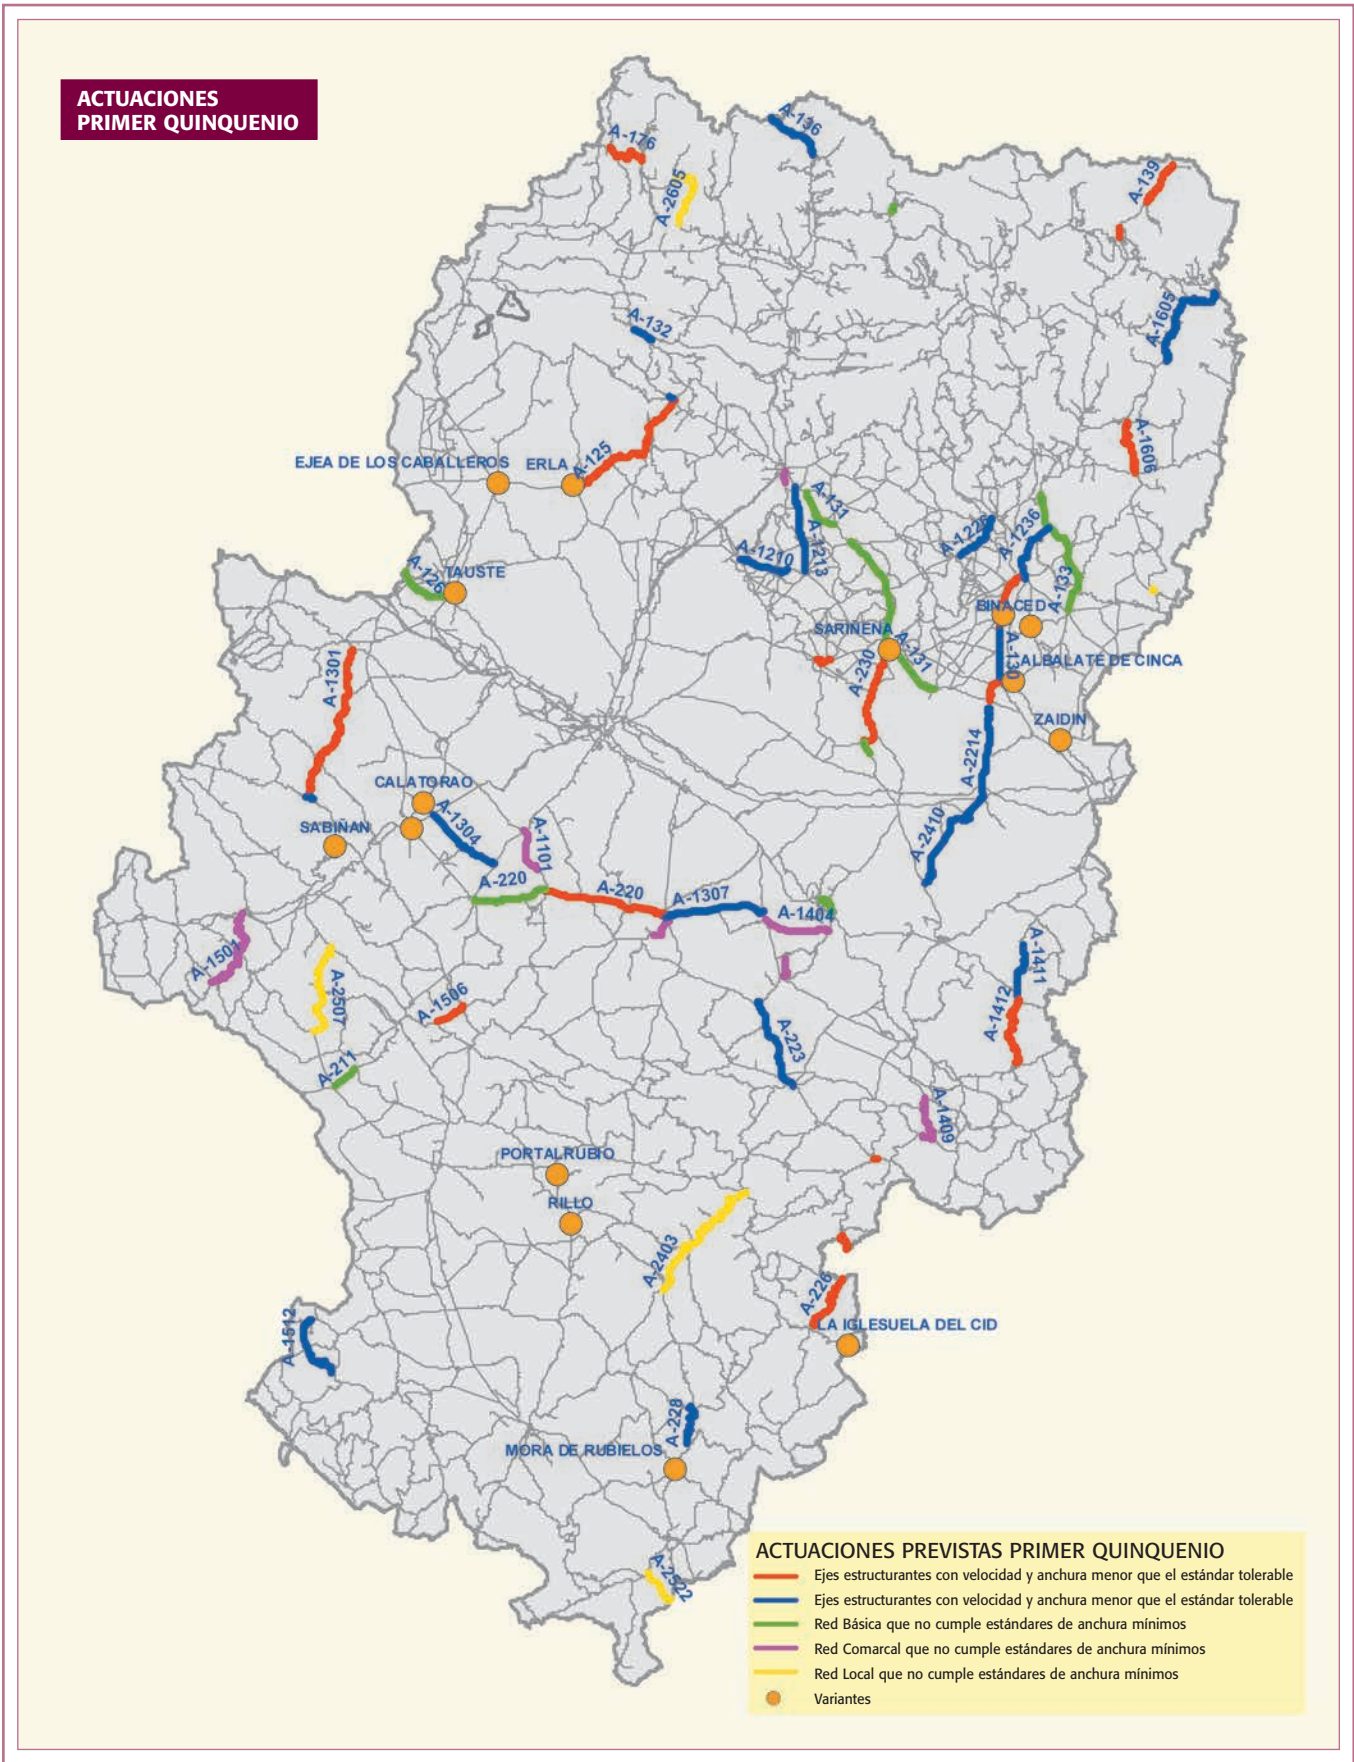 ACTUACIONES
PRIMER QUINQUENIO
A-136
A-176
A-139
A-2605
A-1605
A-132
A-125
EJEA DE LOS CABALLEROS
ERLA
A-1606
A-131
A-1213
A-1210
A-1226
A-1236
A-133
A-126
TAUSTE
BINACED
SARIÑENA
A-131
A-130
ALBALATE DE CINCA
A-230
A-1301
ZAIDIN
A-2214
CALATORAO
A-1304
SABIÑAN
A-1101
A-2410
A-220
A-220
A-1307
A-1404
A-1501
A-2507
A-1506
A-1411
A-1412
A-223
A-211
A-1409
PORTALRUBIO
RILLO
A-2403
A-226
LA IGLESUELA DEL CID
A-1512
A-228
MORA DE RUBIELOS
A-2522
ACTUACIONES PREVISTAS PRIMER QUINQUENIO
Ejes estructurantes con velocidad y anchura menor que el estándar tolerable
Ejes estructurantes con velocidad y anchura menor que el estándar tolerable
Red Básica que no cumple estándares de anchura mínimos
Red Comarcal que no cumple estándares de anchura mínimos
Red Local que no cumple estándares de anchura mínimos
Variantes